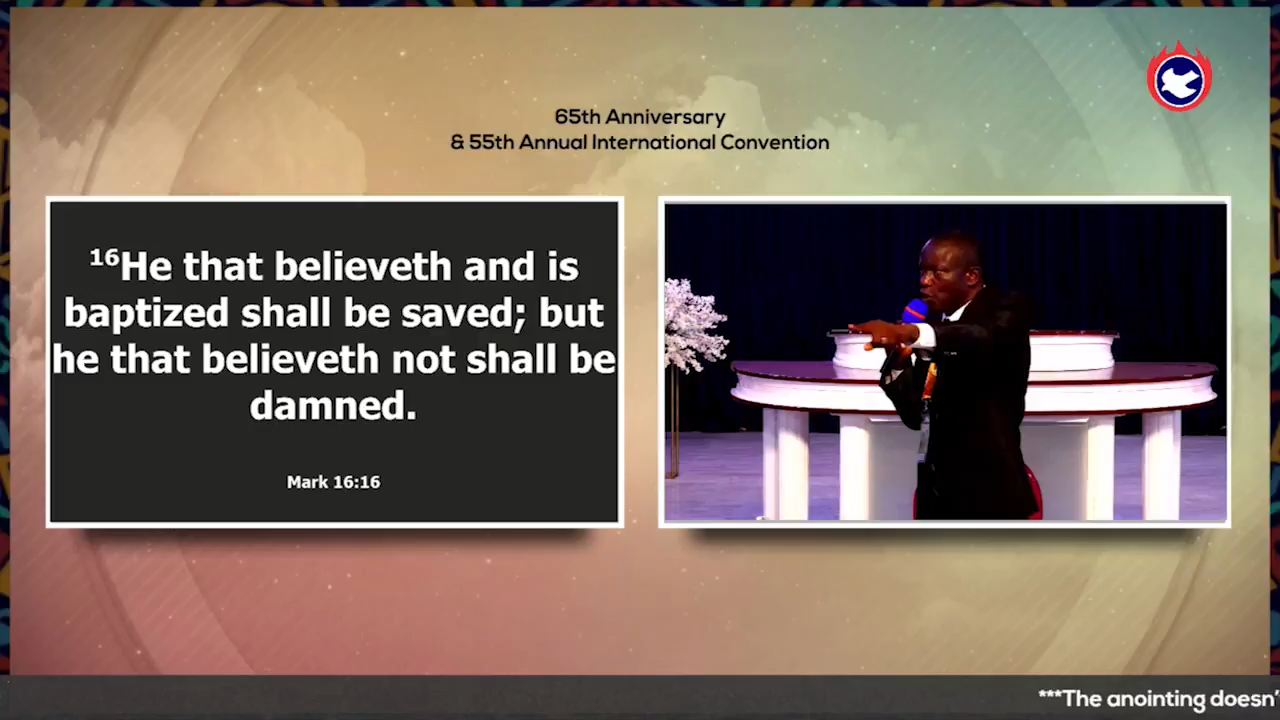 65th Anniversary
& 55th Annual International Convention
16He that believeth and is
baptized shall be saved; but
he that believeth not shall be
damned.
Mark 16:16
***The anointing doesn'